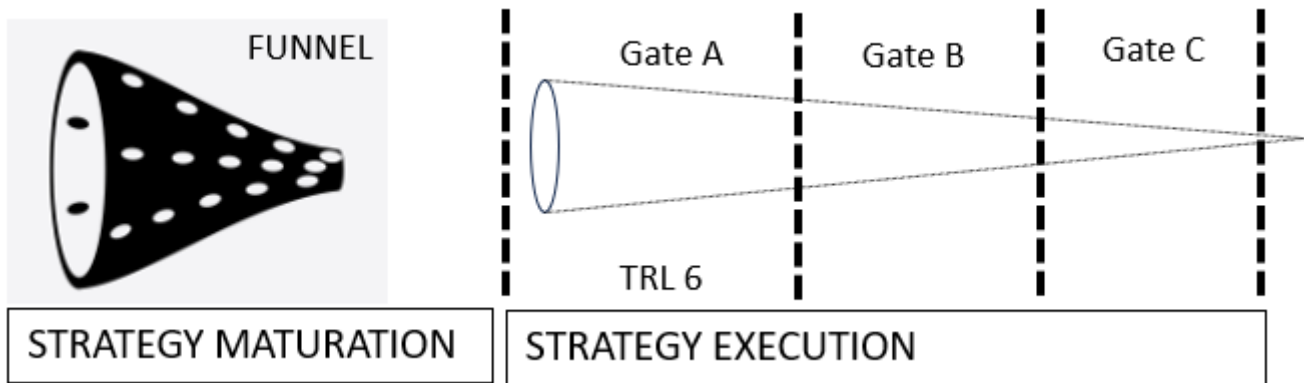 FUNNEL
Gate A
Gate B
Gate C
TRL 6
STRATEGY MATURATION
STRATEGY EXECUTION